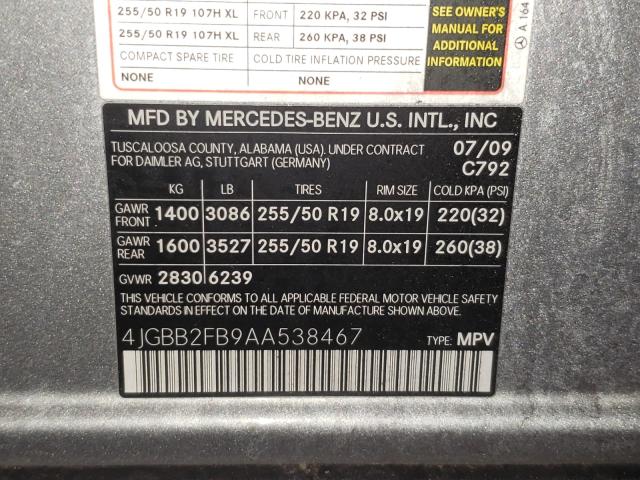 255/50 R19 107H XL FRONT 220 KPA, 32 PSI
255/50 R19 107H XL REAR 260 KPA, 38 PSI
COMPACT SPARE TIRE COLD TIRE INFLATION PRESSURE
NONE NONE
SEE OWNER'S
MANUAL FOR
ADDITIONAL
INFORMATION
A 164
MFD BY MERCEDES-BENZ U.S. INTL., INC
TUSCALOOSA COUNTY, ALABAMA (USA). UNDER CONTRACT
FOR DAIMLER AG, STUTTGART (GERMANY)
07/09
C792
KG LB TIRES RIM SIZE COLD KPA (PSI)
GAWR FRONT 1400 3086 255/50 R19 8.0x19 220(32)
GAWR REAR 1600 3527 255/50 R19 8.0x19 260(38)
GVWR 2830 6239
THIS VEHICLE CONFORMS TO ALL APPLICABLE FEDERAL MOTOR VEHICLE SAFETY
STANDARDS IN EFFECT ON THE DATE OF MANUFACTURE SHOWN ABOVE.
4JGBB2FB9AA538467 TYPE: MPV